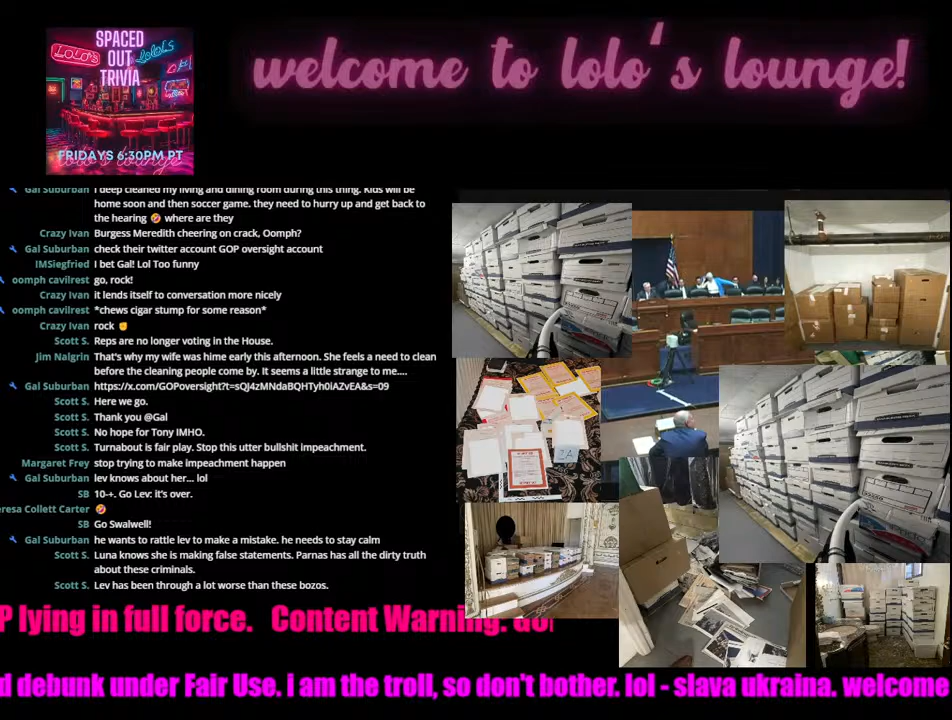 SPACED
OUT
TRIVIA
LOLO'S
FRIDAYS 6:30PM PT
lolo's lounge
welcome to lolo's lounge!
Gal Suburban I deep cleaned my living and dining room during this thing. Kids will be
home soon and then soccer game. they need to hurry up and get back to
the hearing 🤣 where are they
Crazy Ivan Burgess Meredith cheering on crack, Oomph?
Gal Suburban check their twitter account GOP oversight account
IMSiegfried I bet Gal! Lol Too funny
oomph cavilrest go, rock!
Crazy Ivan it lends itself to conversation more nicely
oomph cavilrest *chews cigar stump for some reason*
Crazy Ivan rock ✊
Scott S. Reps are no longer voting in the House.
Jim Nalgrin That's why my wife was hime early this afternoon. She feels a need to clean
before the cleaning people come by. It seems a little strange to me....
Gal Suburban https://x.com/GOPoversight?t=sQJ4zMNdaBQHTyh0iAZvEA&s=09
Scott S. Here we go.
Scott S. Thank you @Gal
Scott S. No hope for Tony IMHO.
Scott S. Turnabout is fair play. Stop this utter bullshit impeachment.
Margaret Frey stop trying to make impeachment happen
Gal Suburban lev knows about her... lol
SB 10-+. Go Lev: it's over.
eresa Collett Carter 🤣
SB Go Swalwell!
Gal Suburban he wants to rattle lev to make a mistake. he needs to stay calm
Scott S. Luna knows she is making false statements. Parnas has all the dirty truth
about these criminals.
Scott S. Lev has been through a lot worse than these bozos.
P lying in full force. Content Warning. Go
d debunk under Fair Use. i am the troll, so don't bother. lol - slava ukraina. welcome